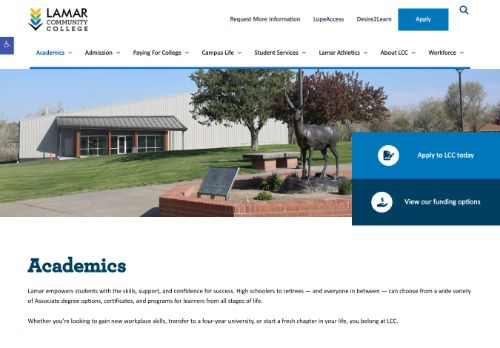 LAMAR
COMMUNITY
COLLEGE
Request More Information LopeAccess Desire2Learn Apply
Academics Admission Paying For College Campus Life Student Services Lamar Athletics About LCC Workforce
Apply to LCC today
View our funding options
Academics
Lamar empowers students with the skills, support, and confidence for success. High schoolers to retirees — and everyone in between — can choose from a wide variety
of Associate degree options, certificates, and programs for learners from all stages of life.
Whether you're looking to gain new workplace skills, transfer to a four-year university, or start a fresh chapter in your life, you belong at LCC.